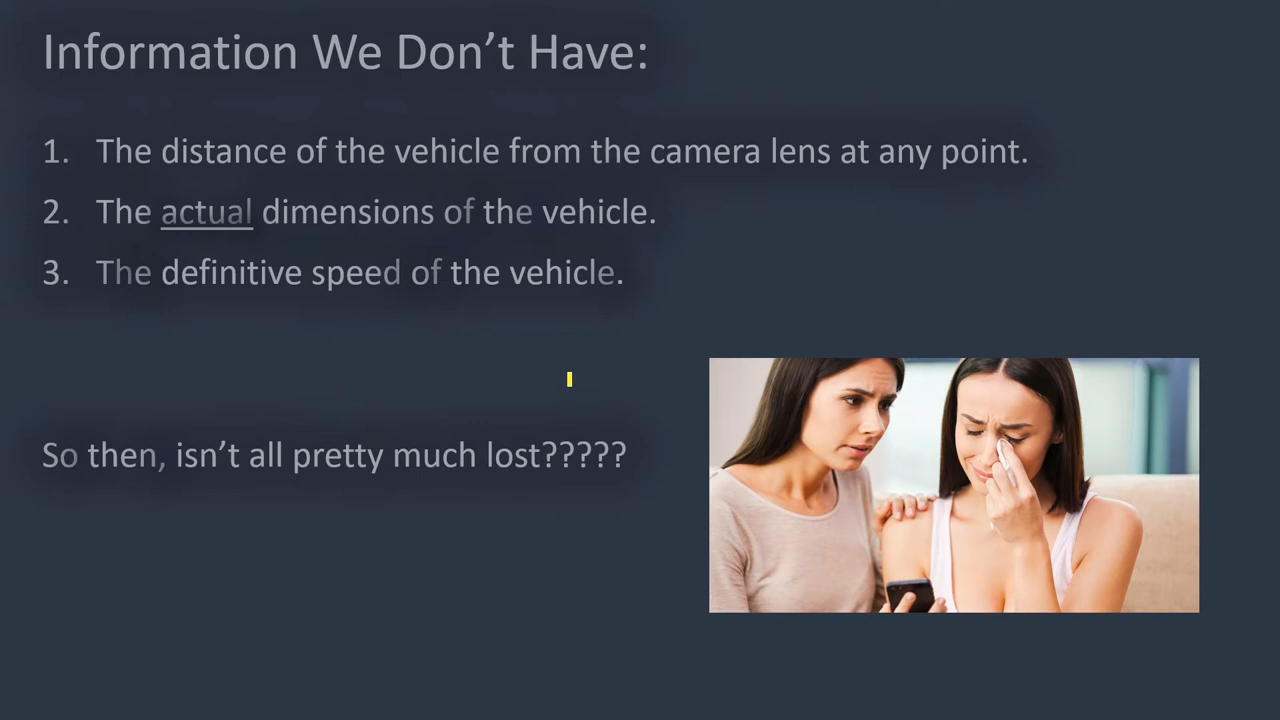 Information We Don’t Have:
1. The distance of the vehicle from the camera lens at any point.
2. The actual dimensions of the vehicle.
3. The definitive speed of the vehicle.
So then, isn’t all pretty much lost?????